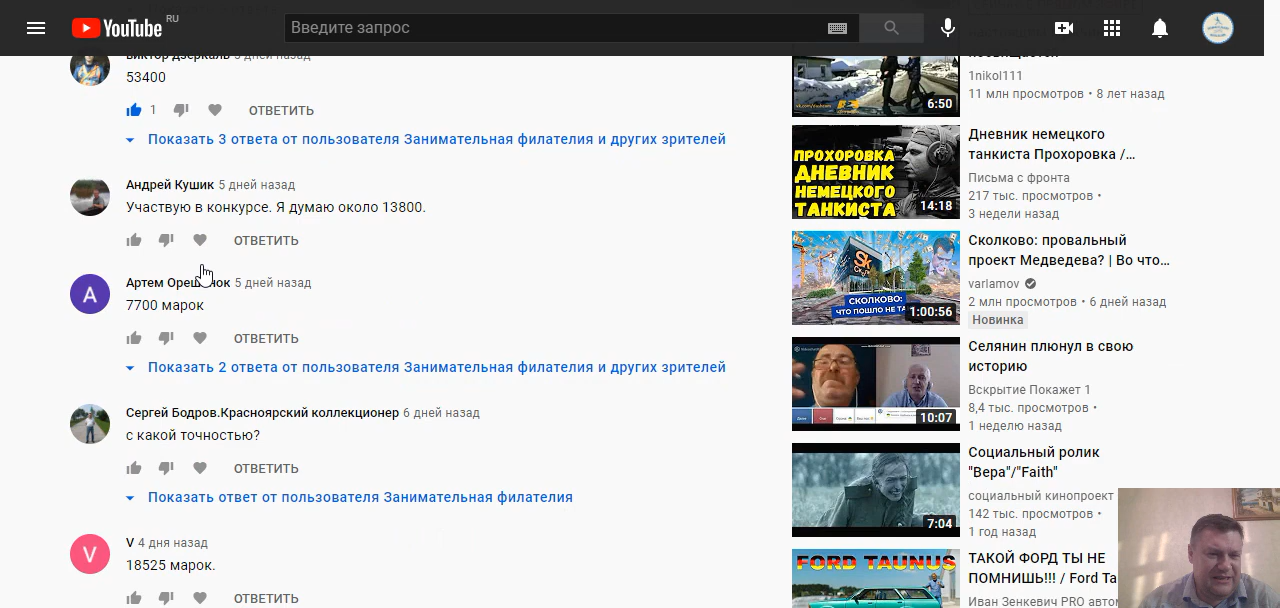 YouTube RU
Введите запрос
53400
1
ОТВЕТИТЬ
Показать 3 ответа от пользователя Занимательная филателия и других зрителей
Андрей Кушик 5 дней назад
Участвую в конкурсе. Я думаю около 13800.
ОТВЕТИТЬ
Артем 5 дней назад
7700 марок
ОТВЕТИТЬ
Показать 2 ответа от пользователя Занимательная филателия и других зрителей
Сергей Бодров.Красноярский коллекционер 6 дней назад
с какой точностью?
ОТВЕТИТЬ
Показать ответ от пользователя Занимательная филателия
V 4 дня назад
18525 марок.
ОТВЕТИТЬ
6:50
1nikol111
11 млн просмотров • 8 лет назад
ПРОХОРОВКА
ДНЕВНИК
НЕМЕЦКОГО
ТАНКИСТА
14:18
Дневник немецкого
танкиста Прохоровка /...
Письма с фронта
217 тыс. просмотров •
3 недели назад
Sk
СКОЛКОВО:
ЧТО ПОШЛО НЕ
1:00:56
Сколково: провальный
проект Медведева? | Во что...
varlamov
2 млн просмотров • 6 дней назад
Новинка
10:07
Селянин плюнул в свою
историю
Вскрытие Покажет 1
8,4 тыс. просмотров •
1 неделю назад
7:04
Социальный ролик
"Вера"/"Faith"
социальный кинопроект
142 тыс. просмотров •
1 год назад
FORD TAUNUS
ТАКОЙ ФОРД ТЫ НЕ
ПОМНИШЬ!!! / Ford Ta
Иван Зенкевич PRO